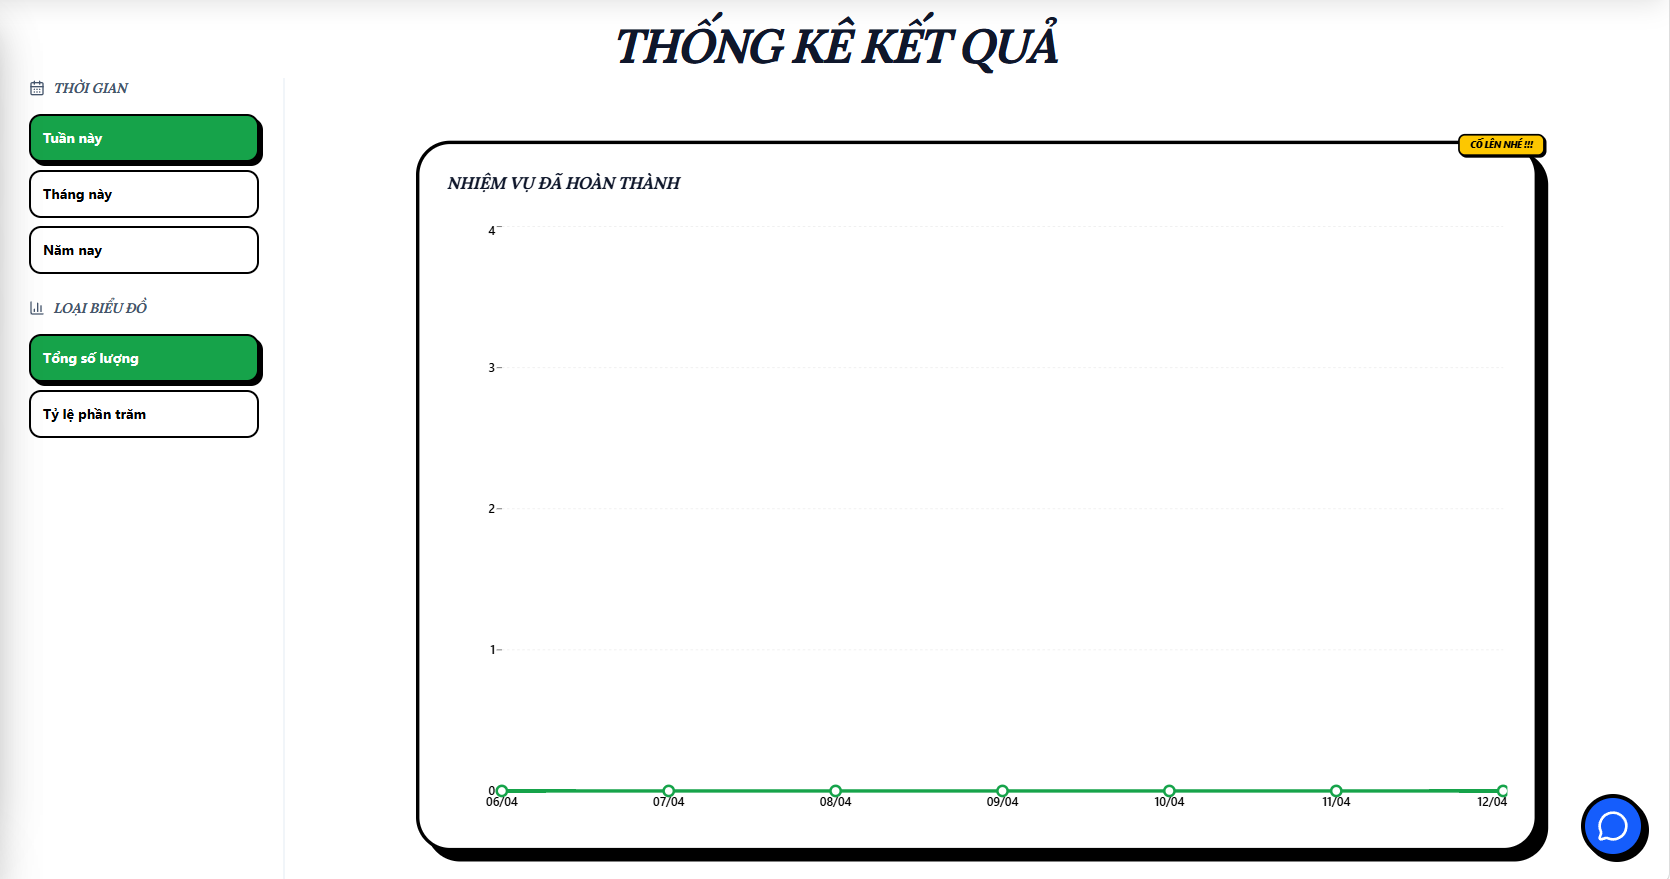 THỐNG KÊ KẾT QUẢ
THỜI GIAN
Tuần này
Tháng này
Năm nay
LOẠI BIỂU ĐỒ
Tổng số lượng
Tỷ lệ phần trăm
CỐ LÊN NHÉ !!!
NHIỆM VỤ ĐÃ HOÀN THÀNH
4
3
2
1
0
06/04 07/04 08/04 09/04 10/04 11/04 12/04